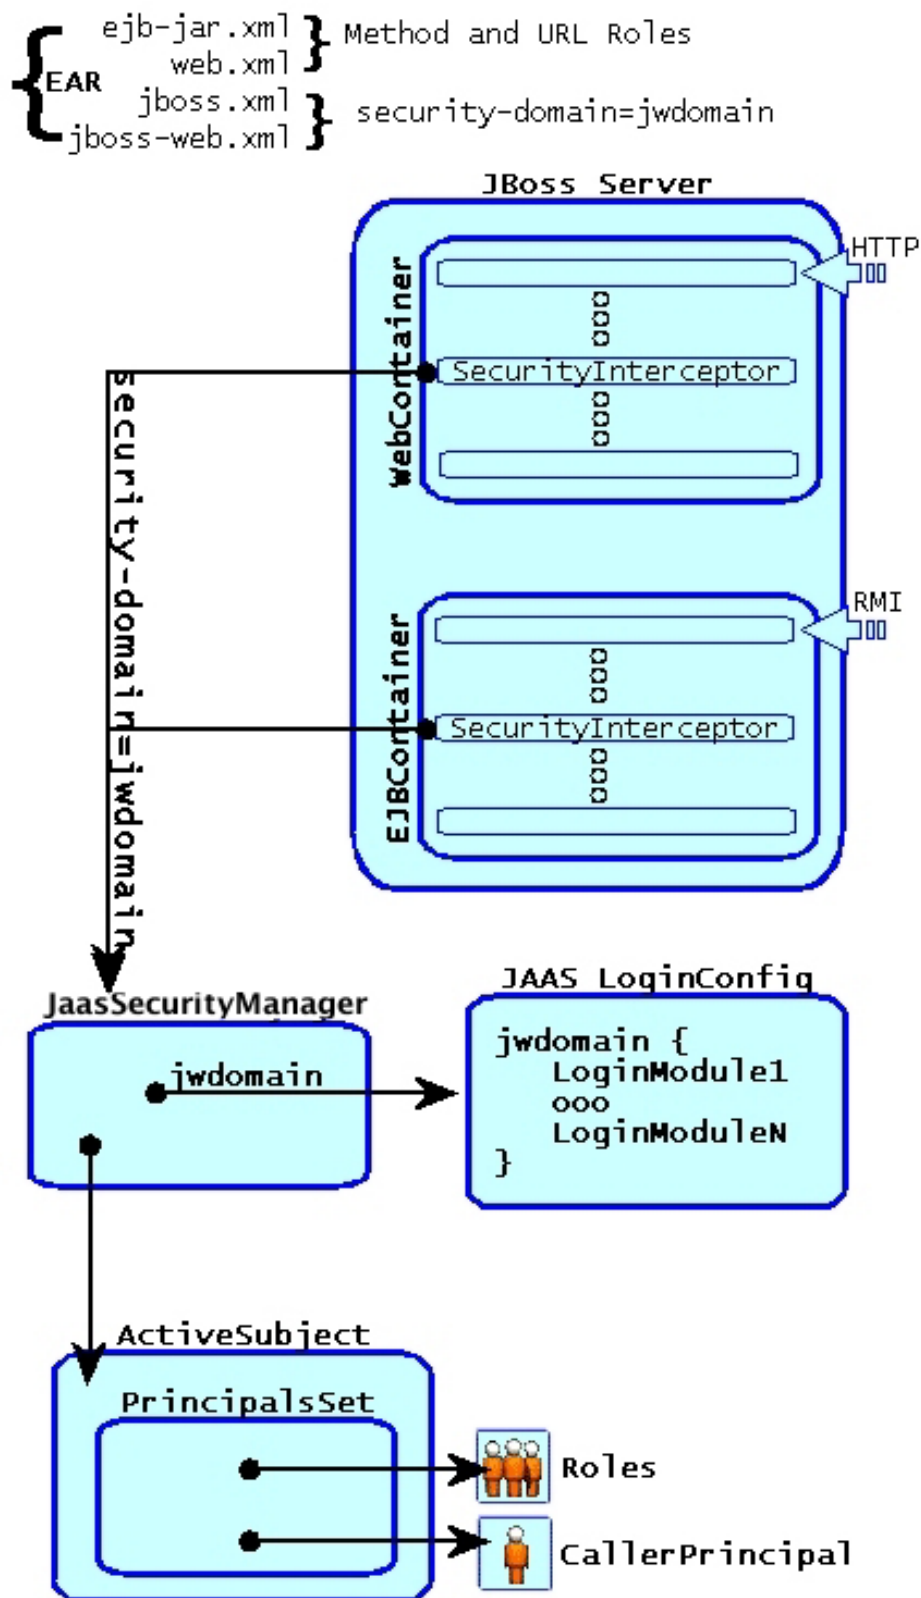 ejb-jar.xml } Method and URL Roles
web.xml
{ EAR
jboss.xml } security-domain=jwdomain
jboss-web.xml
JBoss Server
WebContainer
HTTP
SecurityInterceptor
security-domain=jwdomain
EJBContainer
RMI
SecurityInterceptor
JaasSecurityManager
jwdomain
JAAS LoginConfig
jwdomain {
LoginModule1
ooo
LoginModuleN
}
ActiveSubject
PrincipalsSet
Roles
CallerPrincipal